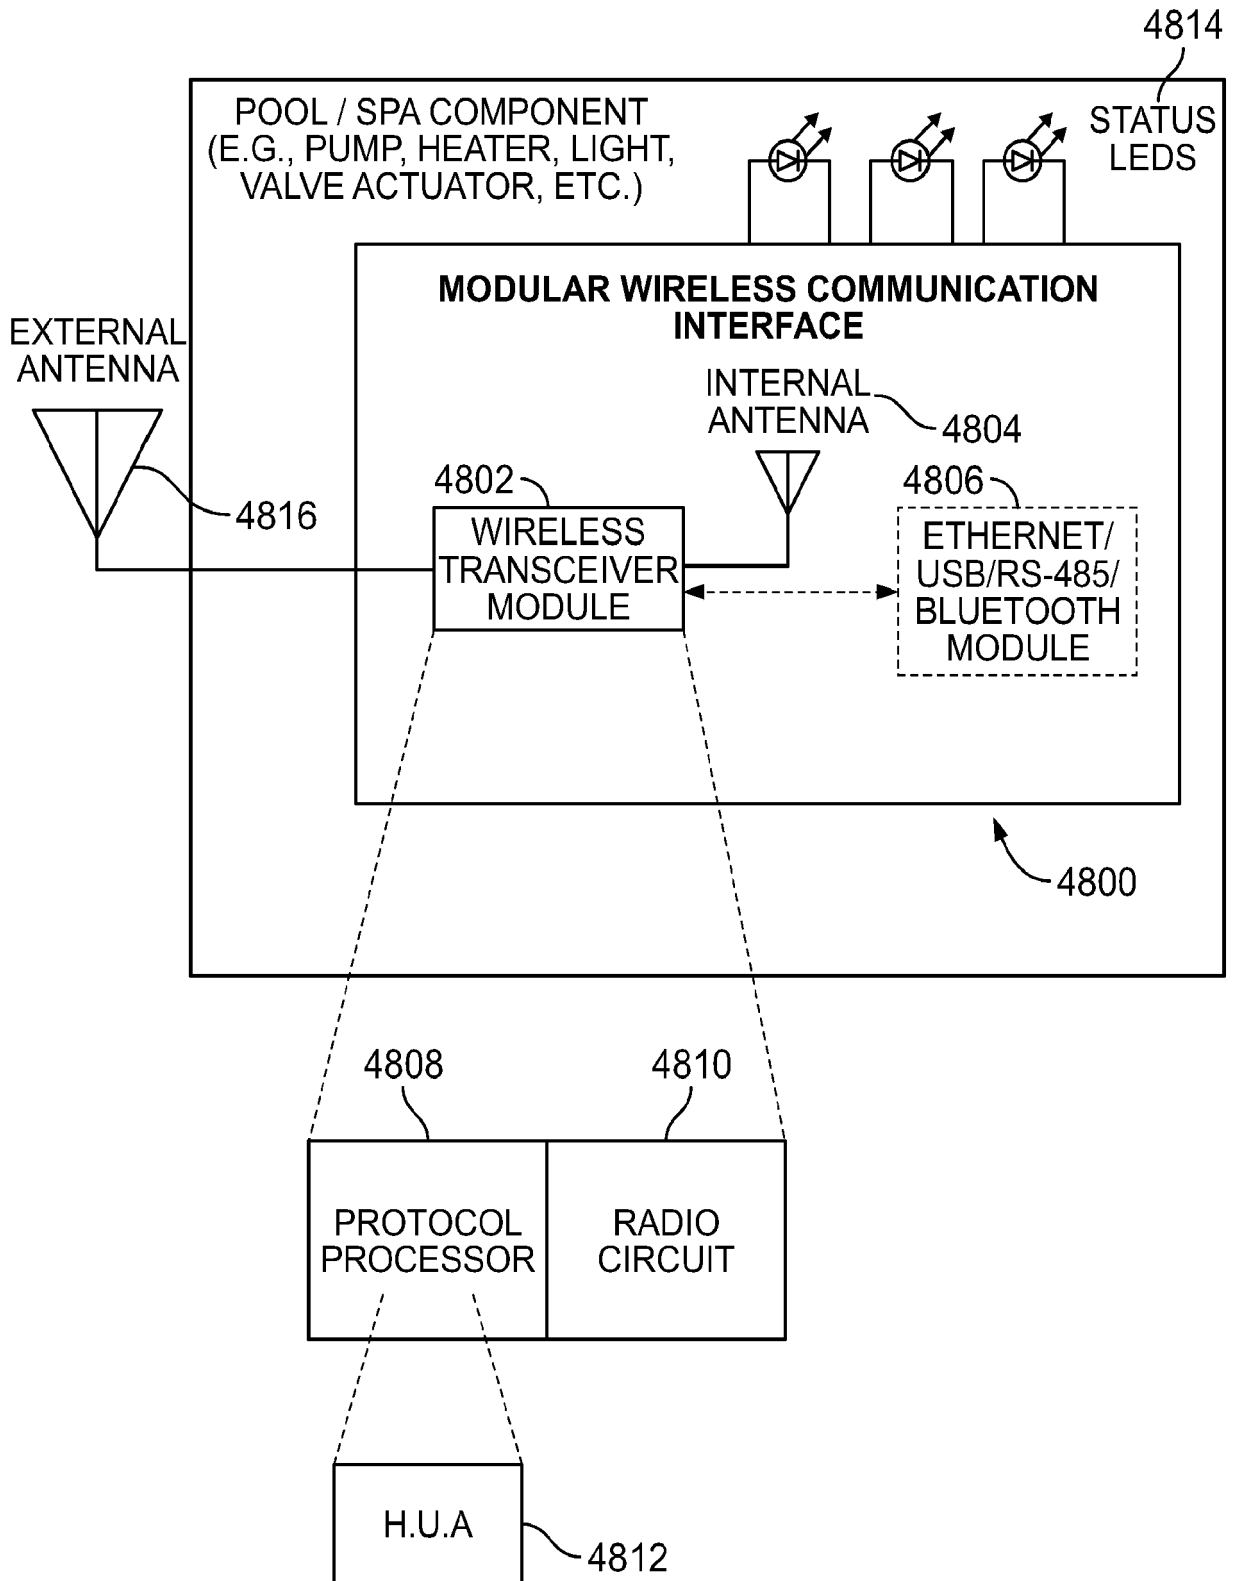 4814
POOL / SPA COMPONENT
(E.G., PUMP, HEATER, LIGHT,
VALVE ACTUATOR, ETC.)
STATUS
LEDS
MODULAR WIRELESS COMMUNICATION
INTERFACE
EXTERNAL
ANTENNA
INTERNAL
ANTENNA
4804
4802
4806
4816
WIRELESS
TRANSCEIVER
MODULE
ETHERNET/
USB/RS-485/
BLUETOOTH
MODULE
4800
4808
4810
PROTOCOL
PROCESSOR
RADIO
CIRCUIT
H.U.A
4812